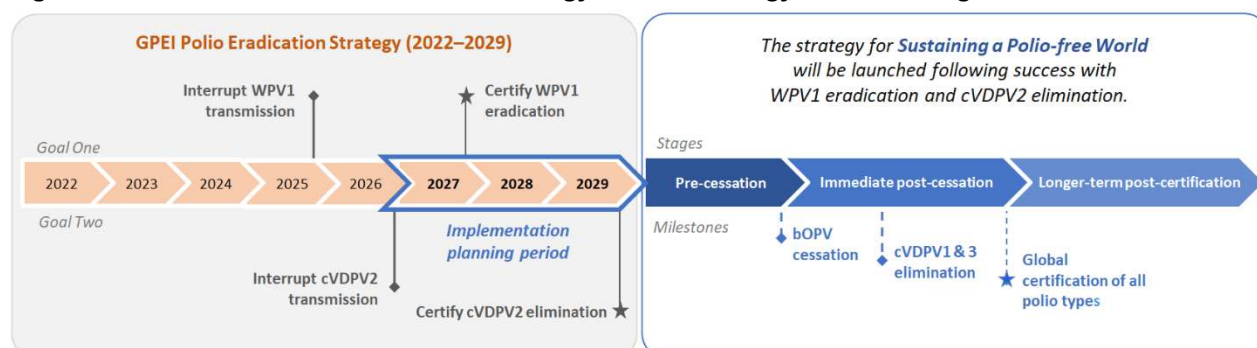 GPEI Polio Eradication Strategy (2022–2029)
Interrupt WPV1
transmission
Certify WPV1
eradication
Goal One
2022
2023
2024
2025
2026
2027
2028
2029
Goal Two
Implementation
planning period
Interrupt cVDPV2
transmission
Certify cVDPV2 elimination
The strategy for Sustaining a Polio-free World
will be launched following success with
WPV1 eradication and cVDPV2 elimination.
Stages
Pre-cessation
Immediate post-cessation
Longer-term post-certification
Milestones
bOPV
cessation
cVDPV1 & 3
elimination
Global
certification of all
polio types